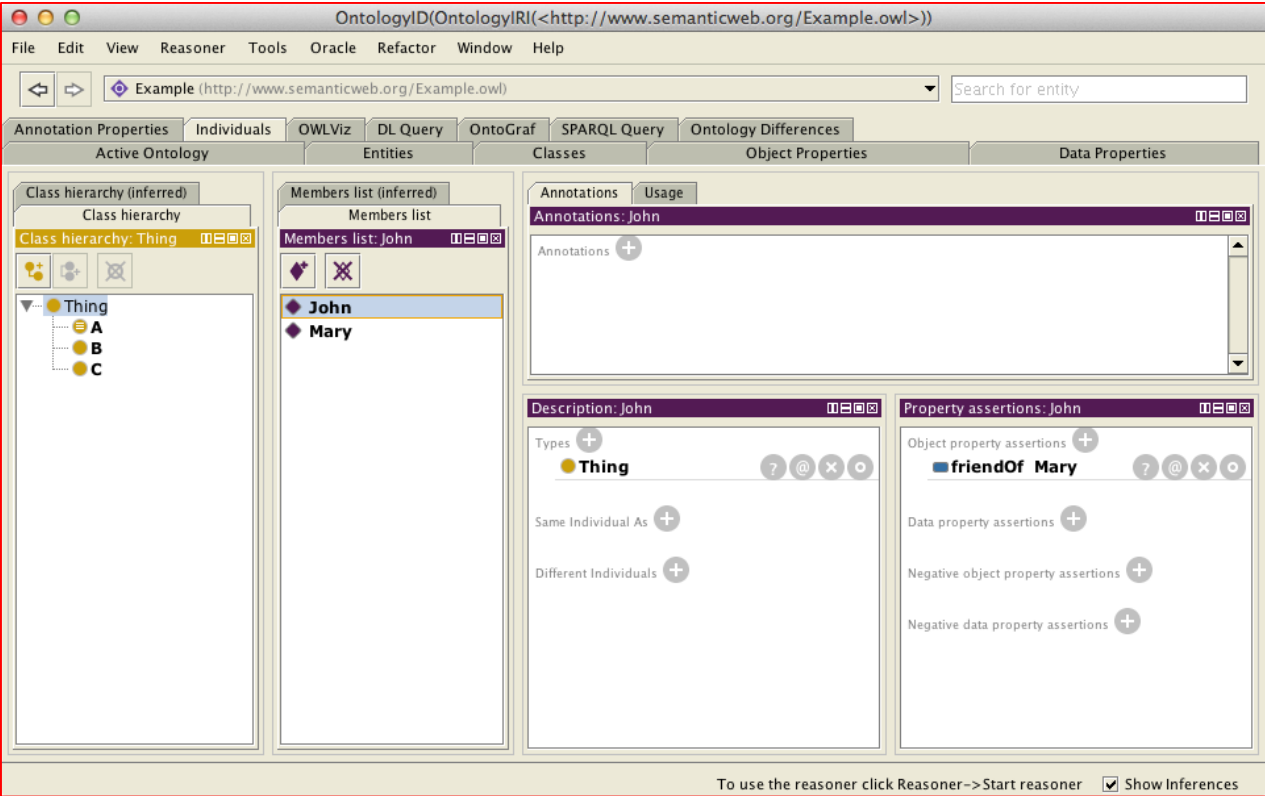 OntologyID(OntologyIRI(<http://www.semanticweb.org/Example.owl>))
File Edit View Reasoner Tools Oracle Refactor Window Help
Example (http://www.semanticweb.org/Example.owl) Search for entity
Annotation Properties Individuals OWLViz DL Query OntoGraf SPARQL Query Ontology Differences
Active Ontology Entities Classes Object Properties Data Properties
Class hierarchy (inferred)
Class hierarchy
Class hierarchy: Thing
Thing
A
B
C
Members list (inferred)
Members list
Members list: John
John
Mary
Annotations Usage
Annotations: John
Annotations +
Description: John
Types +
Thing ? @ x o
Same Individual As +
Different Individuals +
Property assertions: John
Object property assertions +
friendOf Mary ? @ x o
Data property assertions +
Negative object property assertions +
Negative data property assertions +
To use the reasoner click Reasoner->Start reasoner Show Inferences